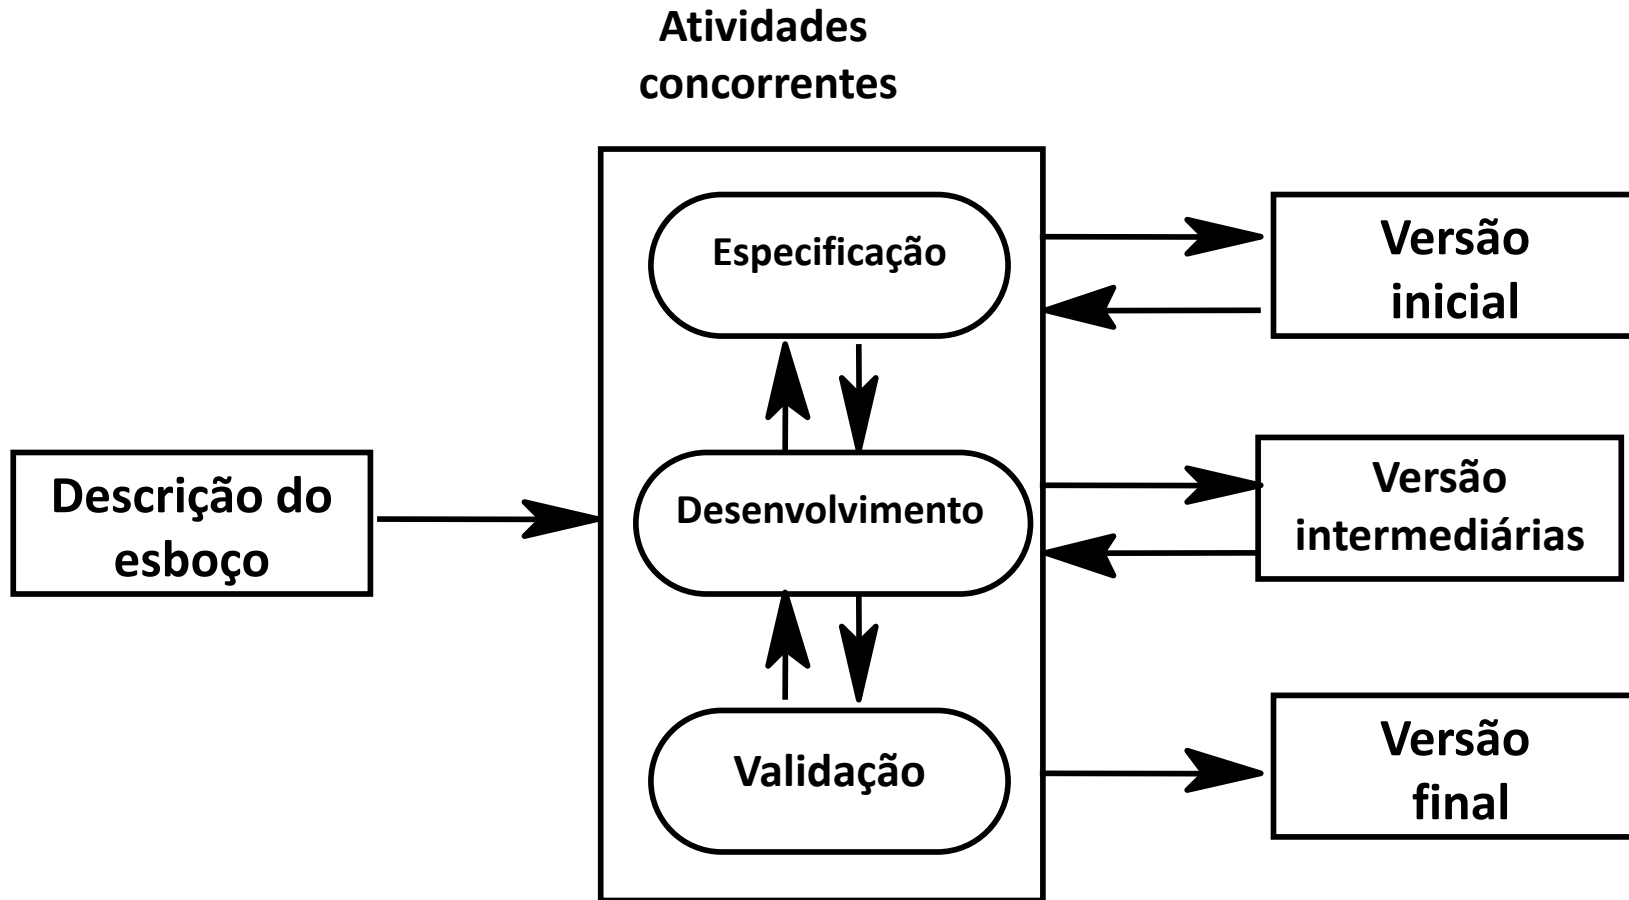 Atividades
concorrentes
Especificação
Versão
inicial
Descrição do
esboço
Desenvolvimento
Versão
intermediárias
Validação
Versão
final